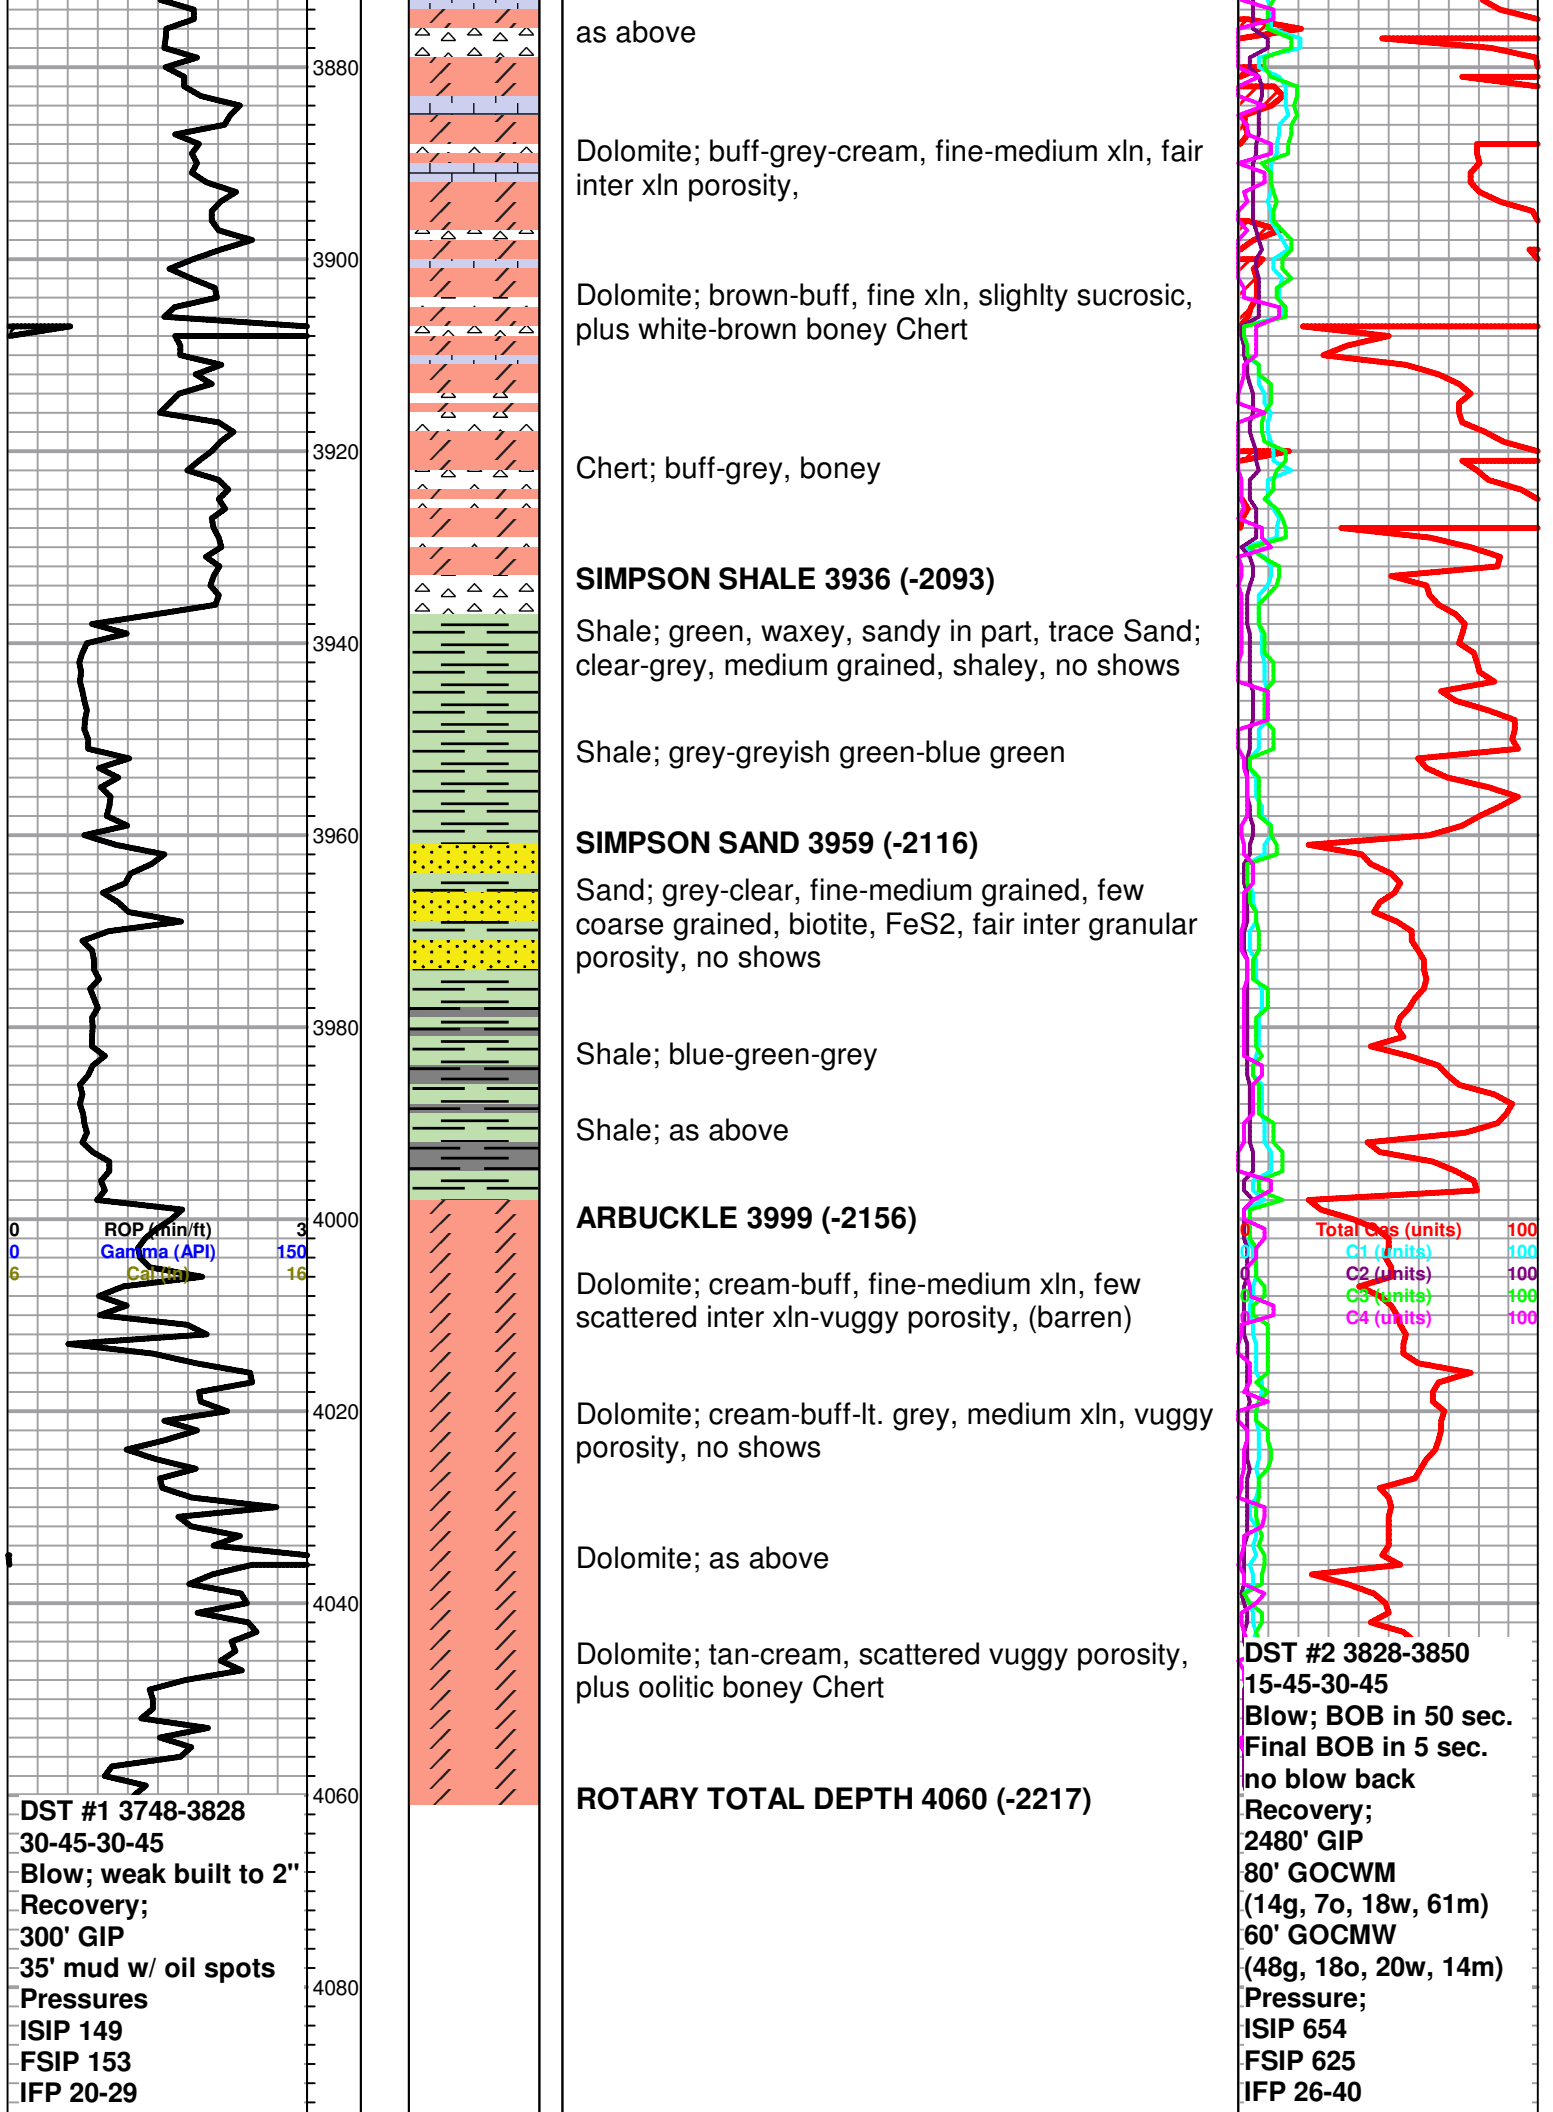 as above
3880
Dolomite; buff-grey-cream, fine-medium xln, fair
inter xln porosity,
3900
Dolomite; brown-buff, fine xln, slighlty sucrosic,
plus white-brown boney Chert
3920
Chert; buff-grey, boney
SIMPSON SHALE 3936 (-2093)
3940
Shale; green, waxey, sandy in part, trace Sand;
clear-grey, medium grained, shaley, no shows
Shale; grey-greyish green-blue green
3960
SIMPSON SAND 3959 (-2116)
Sand; grey-clear, fine-medium grained, few
coarse grained, biotite, FeS2, fair inter granular
porosity, no shows
3980
Shale; blue-green-grey
Shale; as above
4000
ARBUCKLE 3999 (-2156)
0 ROP (min/ft) 3
0 Gamma (API) 150
6 Cal (in) 16
0 Total Gas (units) 100
0 C1 (units) 100
0 C2 (units) 100
0 C3 (units) 100
0 C4 (units) 100
Dolomite; cream-buff, fine-medium xln, few
scattered inter xln-vuggy porosity, (barren)
4020
Dolomite; cream-buff-lt. grey, medium xln, vuggy
porosity, no shows
Dolomite; as above
4040
Dolomite; tan-cream, scattered vuggy porosity,
plus oolitic boney Chert
4060
ROTARY TOTAL DEPTH 4060 (-2217)
4080
DST #1 3748-3828
30-45-30-45
Blow; weak built to 2"
Recovery;
300' GIP
35' mud w/ oil spots
Pressures
ISIP 149
FSIP 153
IFP 20-29
DST #2 3828-3850
15-45-30-45
Blow; BOB in 50 sec.
Final BOB in 5 sec.
no blow back
Recovery;
2480' GIP
80' GOCWM
(14g, 7o, 18w, 61m)
60' GOCMW
(48g, 18o, 20w, 14m)
Pressure;
ISIP 654
FSIP 625
IFP 26-40